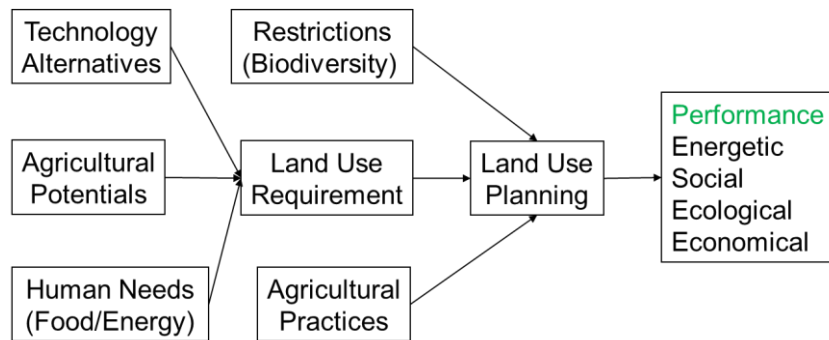 Technology
Alternatives
Restrictions
(Biodiversity)
Agricultural
Potentials
Land Use
Requirement
Land Use
Planning
Performance
Energetic
Social
Ecological
Economical
Human Needs
(Food/Energy)
Agricultural
Practices